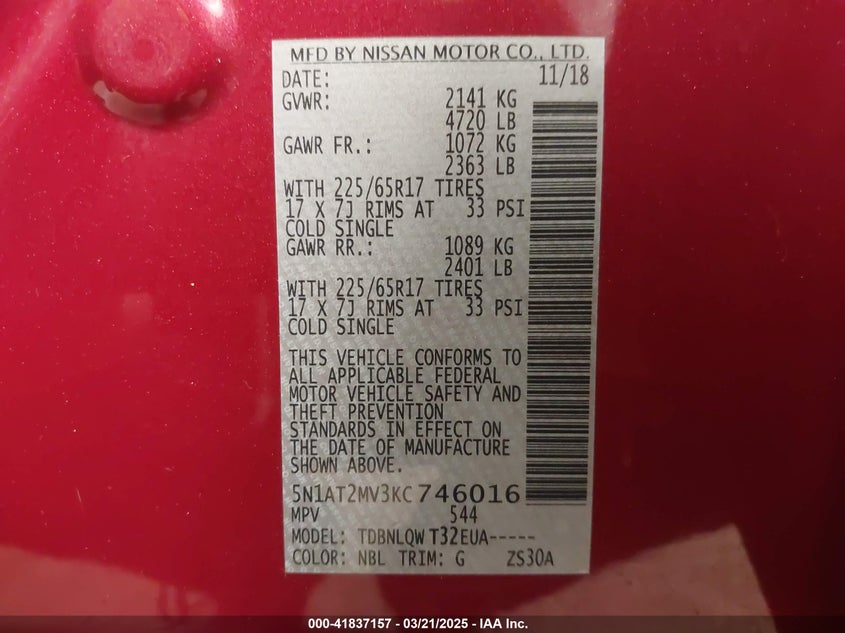 MFD BY NISSAN MOTOR CO., LTD.
DATE: 11/18
GVWR: 2141 KG
4720 LB
GAWR FR.: 1072 KG
2363 LB
WITH 225/65R17 TIRES
17 X 7J RIMS AT 33 PSI
COLD SINGLE
GAWR RR.: 1089 KG
2401 LB
WITH 225/65R17 TIRES
17 X 7J RIMS AT 33 PSI
COLD SINGLE
THIS VEHICLE CONFORMS TO
ALL APPLICABLE FEDERAL
MOTOR VEHICLE SAFETY AND
THEFT PREVENTION
STANDARDS IN EFFECT ON
THE DATE OF MANUFACTURE
SHOWN ABOVE.
5N1AT2MV3KC746016
MPV 544
MODEL: TDBNLQW T32EUA-----
COLOR: NBL TRIM: G ZS30A
000-41837157 - 03/21/2025 - IAA Inc.